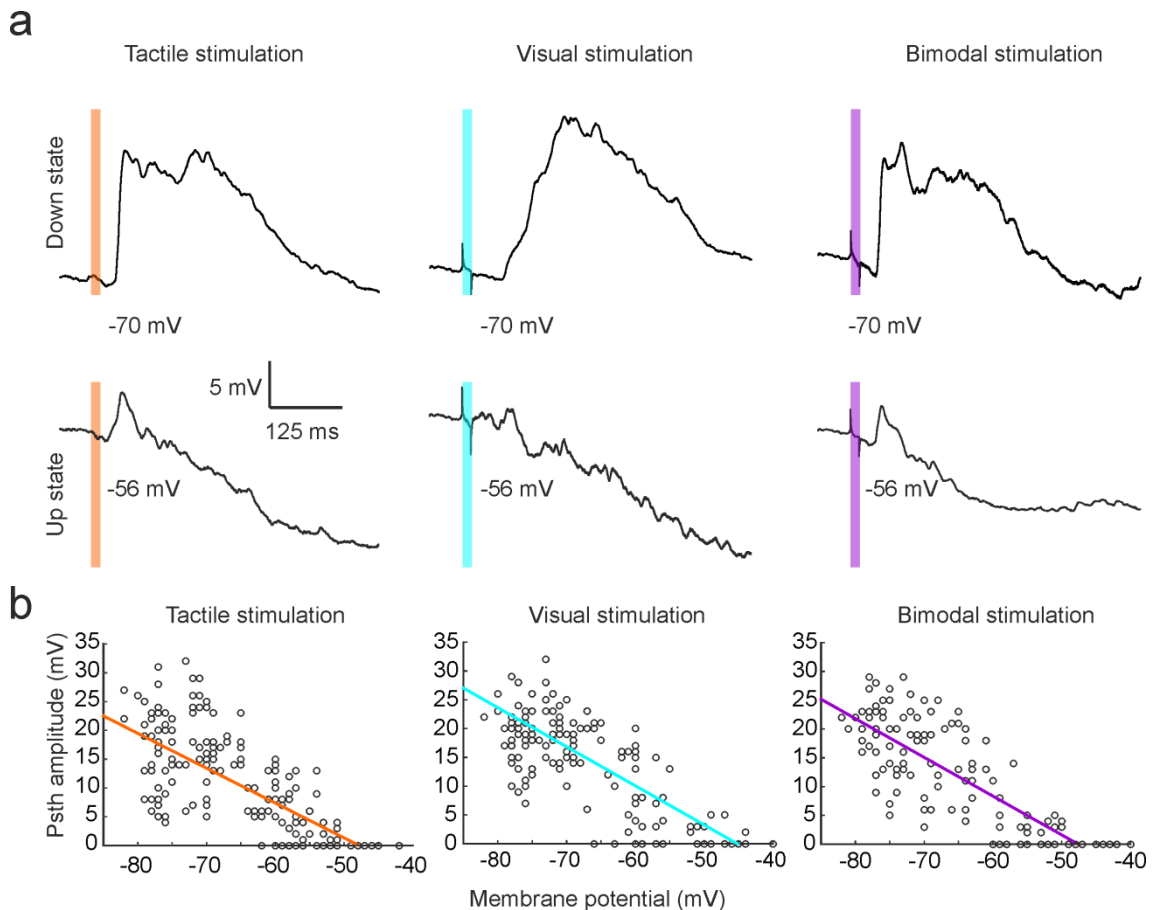 a
Tactile stimulation
Visual stimulation
Bimodal stimulation
Down state
-70 mV
-70 mV
-70 mV
Up state
5 mV
125 ms
-56 mV
-56 mV
-56 mV
b
Tactile stimulation
Visual stimulation
Bimodal stimulation
Psth amplitude (mV)
35
30
25
20
15
10
5
0
-80
-70
-60
-50
-40
35
30
25
20
15
10
5
0
-80
-70
-60
-50
-40
35
30
25
20
15
10
5
0
-80
-70
-60
-50
-40
Membrane potential (mV)